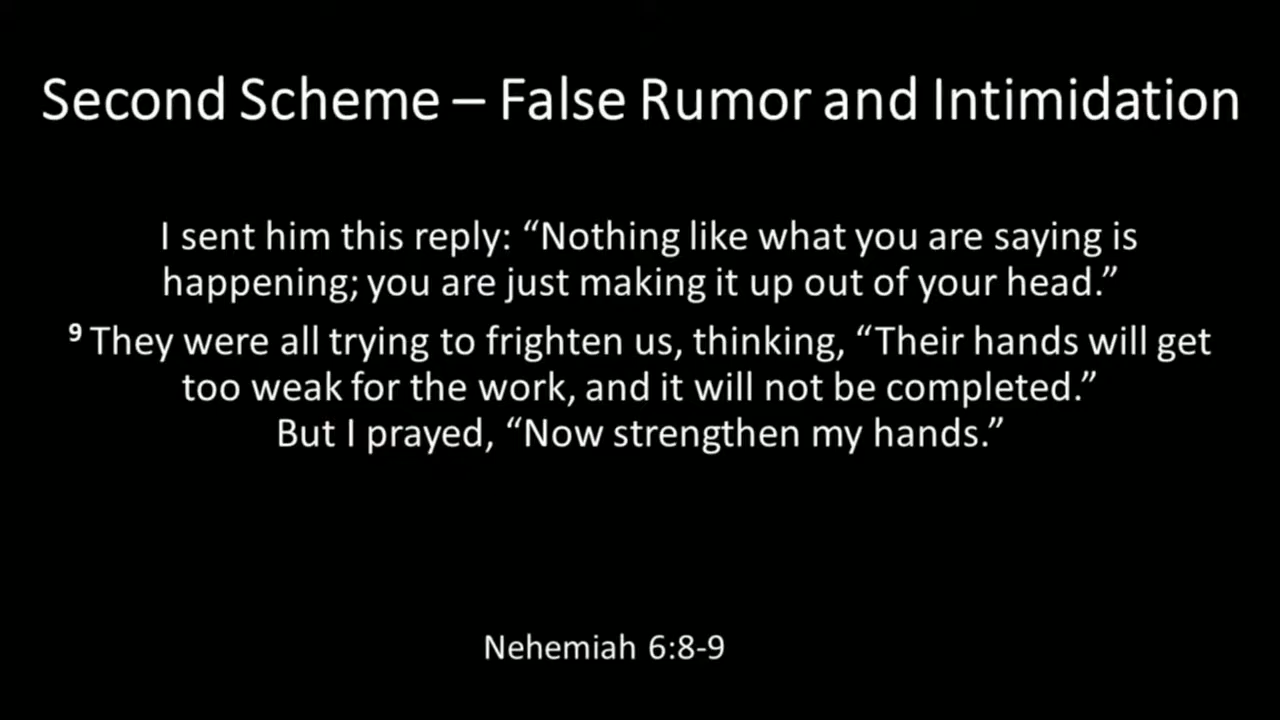 Second Scheme – False Rumor and Intimidation
I sent him this reply: “Nothing like what you are saying is
happening; you are just making it up out of your head.”
⁹ They were all trying to frighten us, thinking, “Their hands will get
too weak for the work, and it will not be completed.”
But I prayed, “Now strengthen my hands.”
Nehemiah 6:8-9